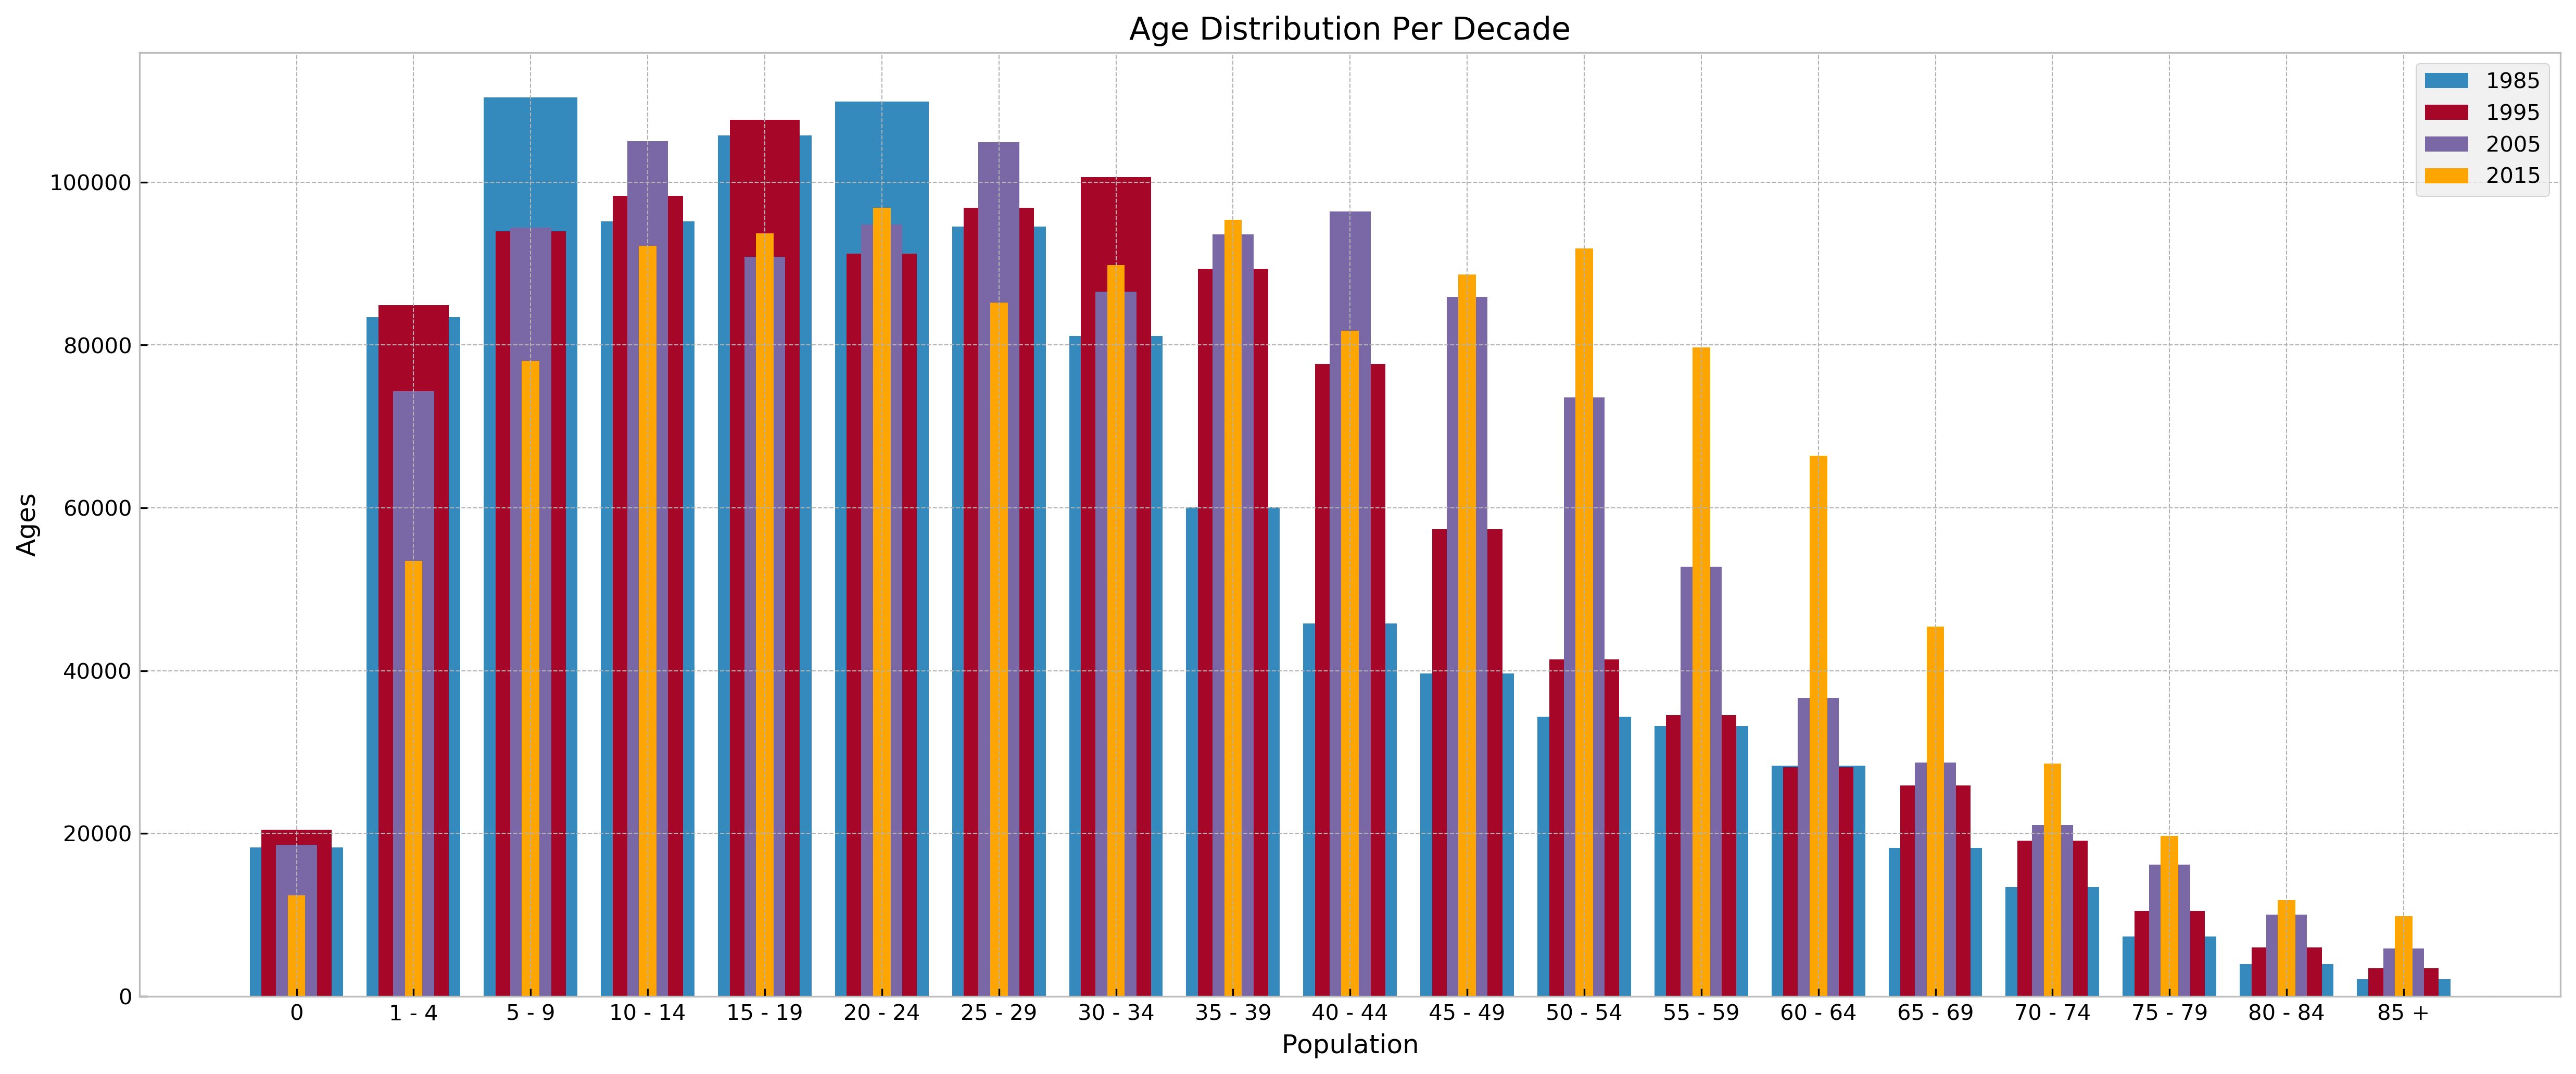 Age Distribution Per Decade
1985
1995
2005
2015
Ages
100000
80000
60000
40000
20000
0
0 1 - 4 5 - 9 10 - 14 15 - 19 20 - 24 25 - 29 30 - 34 35 - 39 40 - 44 45 - 49 50 - 54 55 - 59 60 - 64 65 - 69 70 - 74 75 - 79 80 - 84 85 +
Population